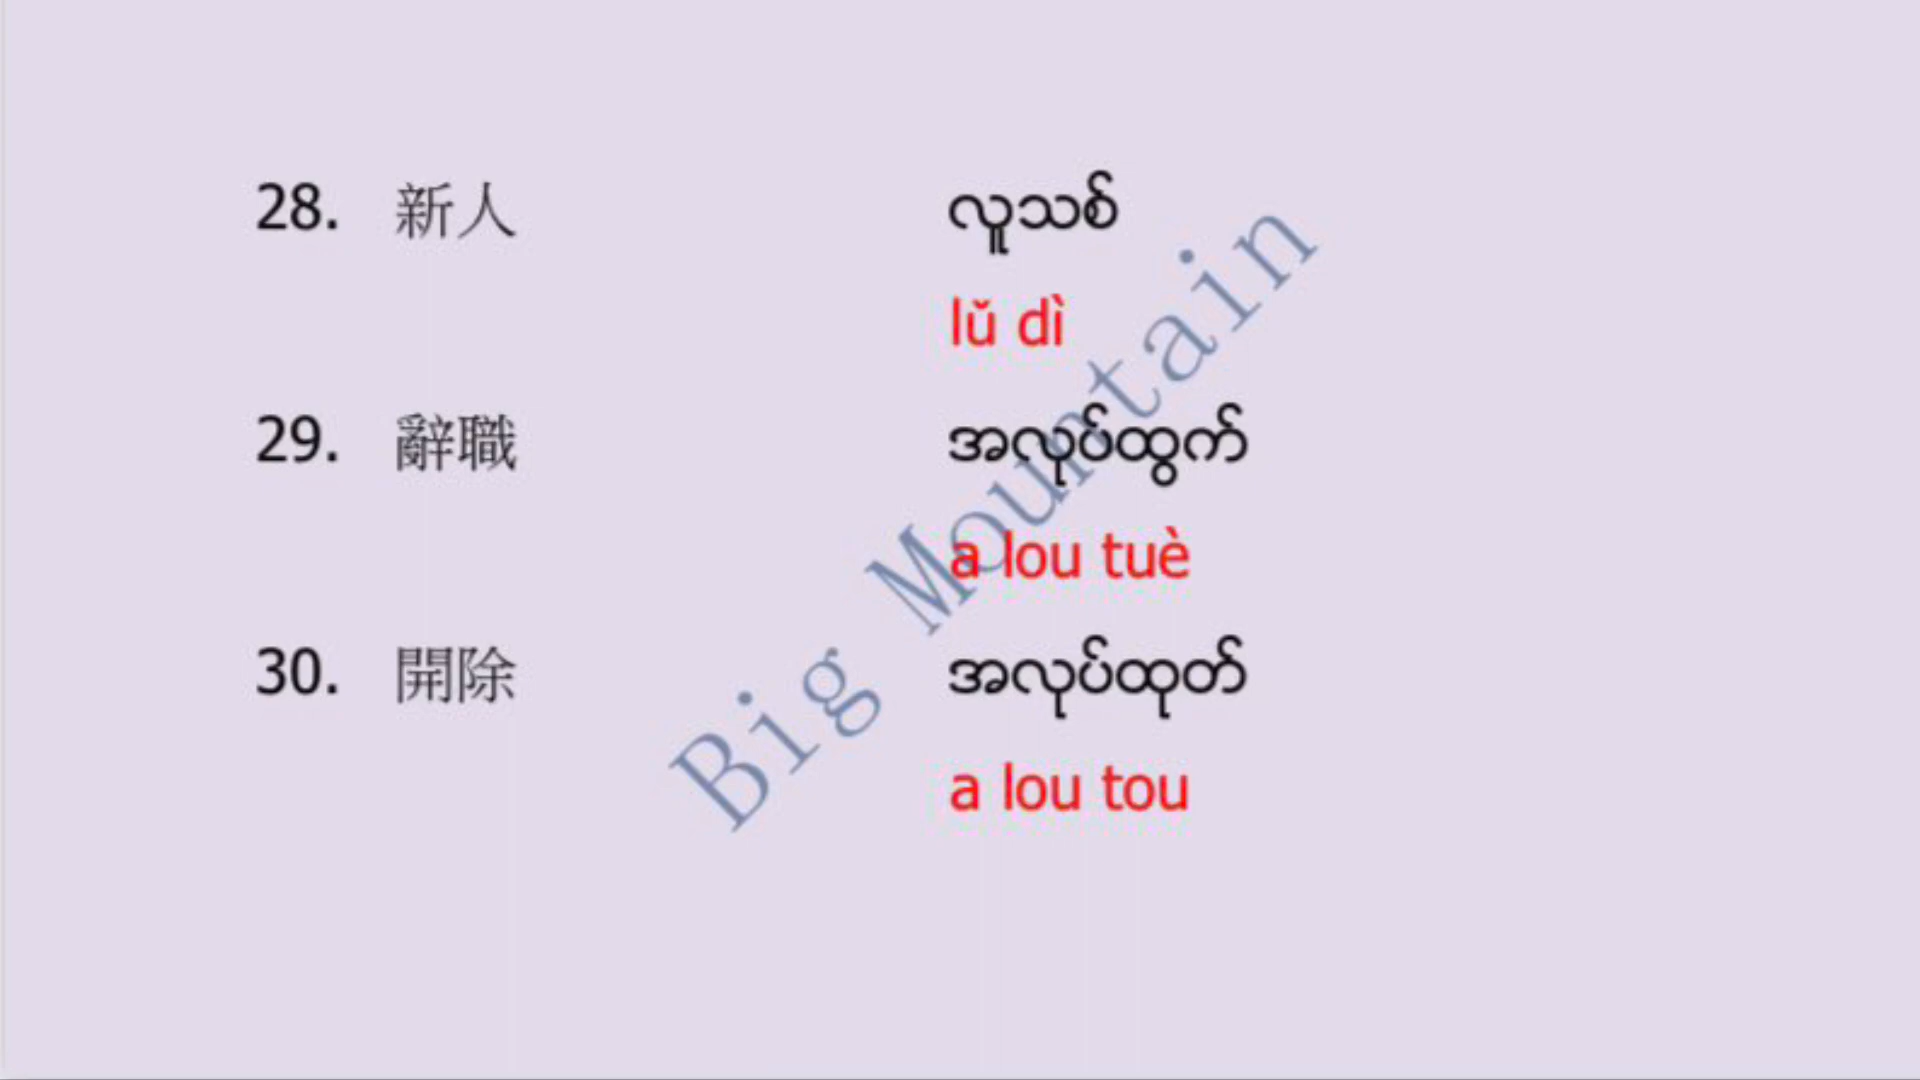 28. 新人 လူသစ်
lǔ dì
29. 辭職 အလုပ်ထွက်
a lou tuè
30. 開除 အလုပ်ထုတ်
a lou tou
Big Mountain